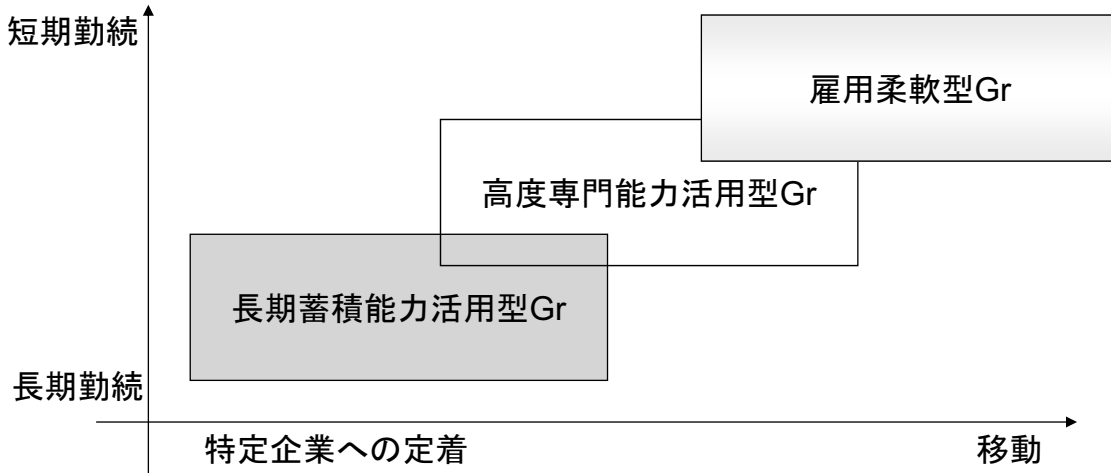 短期勤続
雇用柔軟型Gr
高度専門能力活用型Gr
長期蓄積能力活用型Gr
長期勤続
特定企業への定着
移動